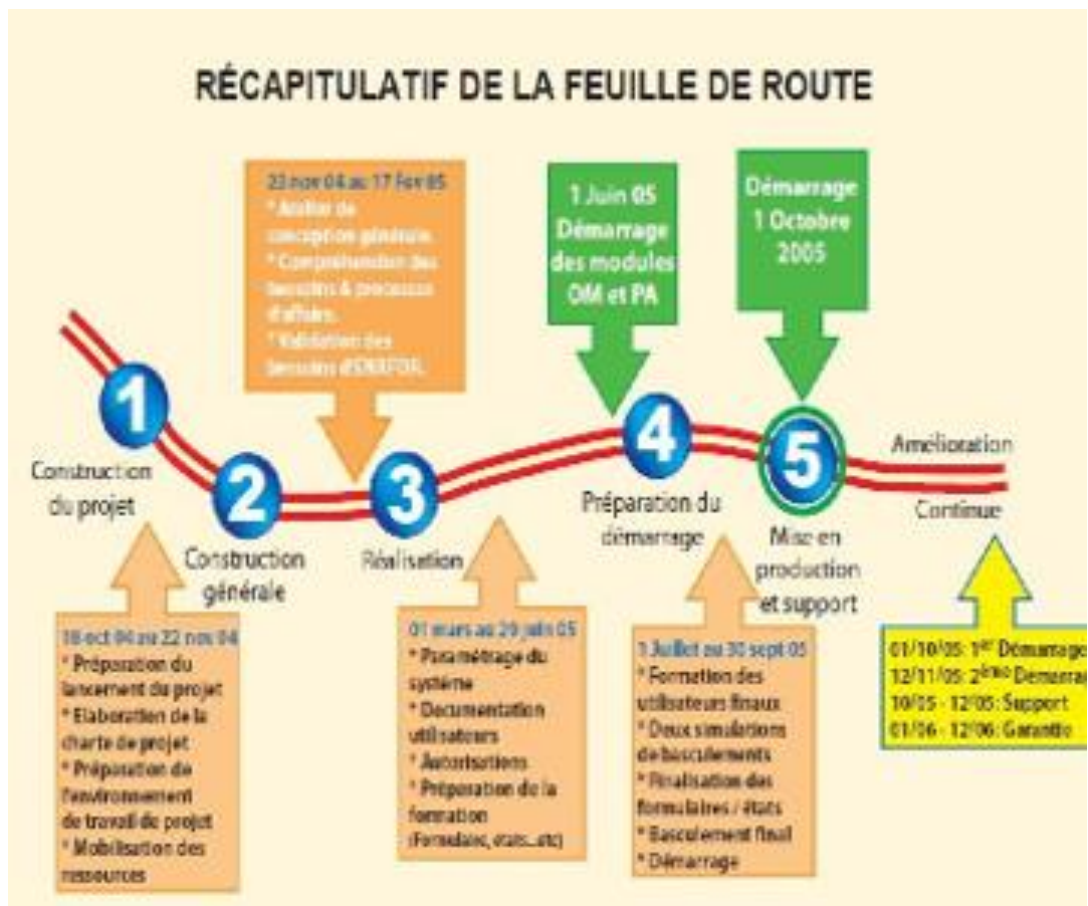 RÉCAPITULATIF DE LA FEUILLE DE ROUTE
23 nov 04 au 17 Fev 05
* Atelier de
conception générale.
* Compréhension des
besoins & processus
d'affaire.
* Validation des
besoins d'ENAFOR.
1 Juin 05
Démarrage
des modules
OM et PA
Démarrage
1 Octobre
2005
1
Construction
du projet
2
Construction
générale
3
Réalisation
4
Préparation du
démarrage
5
Mise en
production
et support
Amélioration
Continue
18 oct 04 au 22 nov 04
* Préparation du
lancement du projet
* Elaboration de la
charte de projet
* Préparation de
l'environnement
de travail de projet
* Mobilisation des
ressources
01 mars au 29 juin 05
* Paramétrage du
système
* Documentation
utilisateurs
* Autorisations
* Préparation de la
formation
(Formulaire, états...etc)
1 Juillet au 30 sept 05
* Formation des
utilisateurs finaux
* Deux simulations
de basculements
* Finalisation des
formulaires / états
* Basculement final
* Démarrage
01/10/05: 1er Démarrage
12/11/05: 2ème Demarrag
10/05 - 12/05: Support
01/06 - 12/06: Garantie